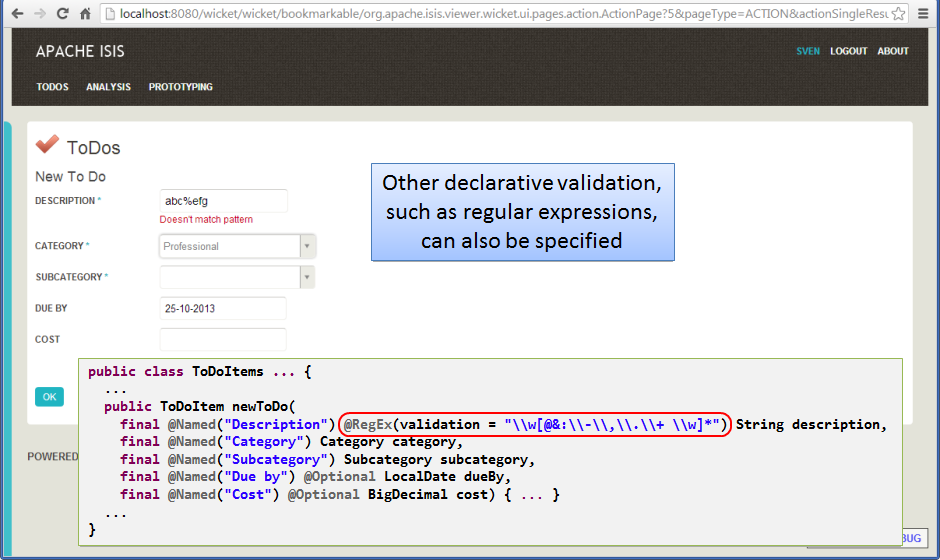 localhost:8080/wicket/wicket/bookmarkable/org.apache.isis.viewer.wicket.ui.pages.action.ActionPage?5&pageType=ACTION&actionSingleResu
APACHE ISIS
SVEN LOGOUT ABOUT
TODOS ANALYSIS PROTOTYPING
ToDos
New To Do
DESCRIPTION * abc%efg
Doesn't match pattern
CATEGORY * Professional
SUBCATEGORY *
DUE BY 25-10-2013
COST
OK
Other declarative validation,
such as regular expressions,
can also be specified
public class ToDoItems ... {
...
public ToDoItem newToDo(
final @Named("Description") @RegEx(validation = "\\w[@&:\\-\\,\\.\\+ \\w]*") String description,
final @Named("Category") Category category,
final @Named("Subcategory") Subcategory subcategory,
final @Named("Due by") @Optional LocalDate dueBy,
final @Named("Cost") @Optional BigDecimal cost) { ... }
...
}
POWERED
BUG